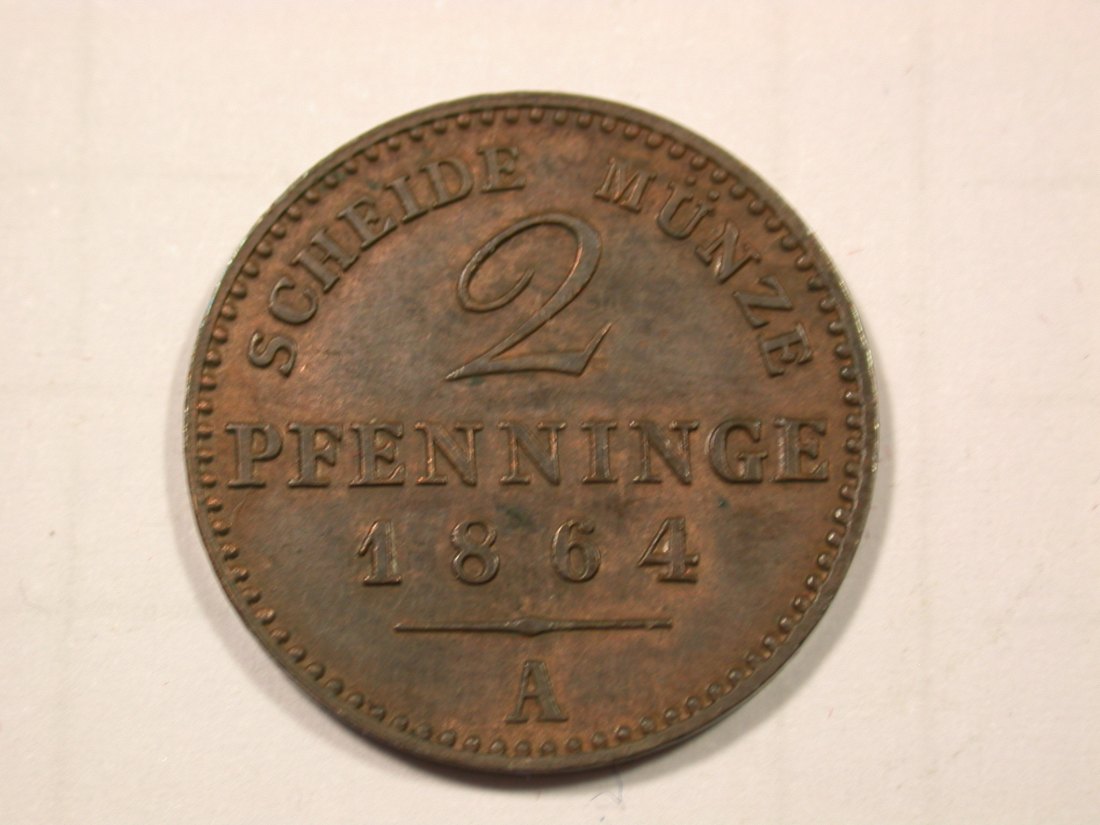 SCHEIDE MÜNZE
2
PFENNINGE
1864
A